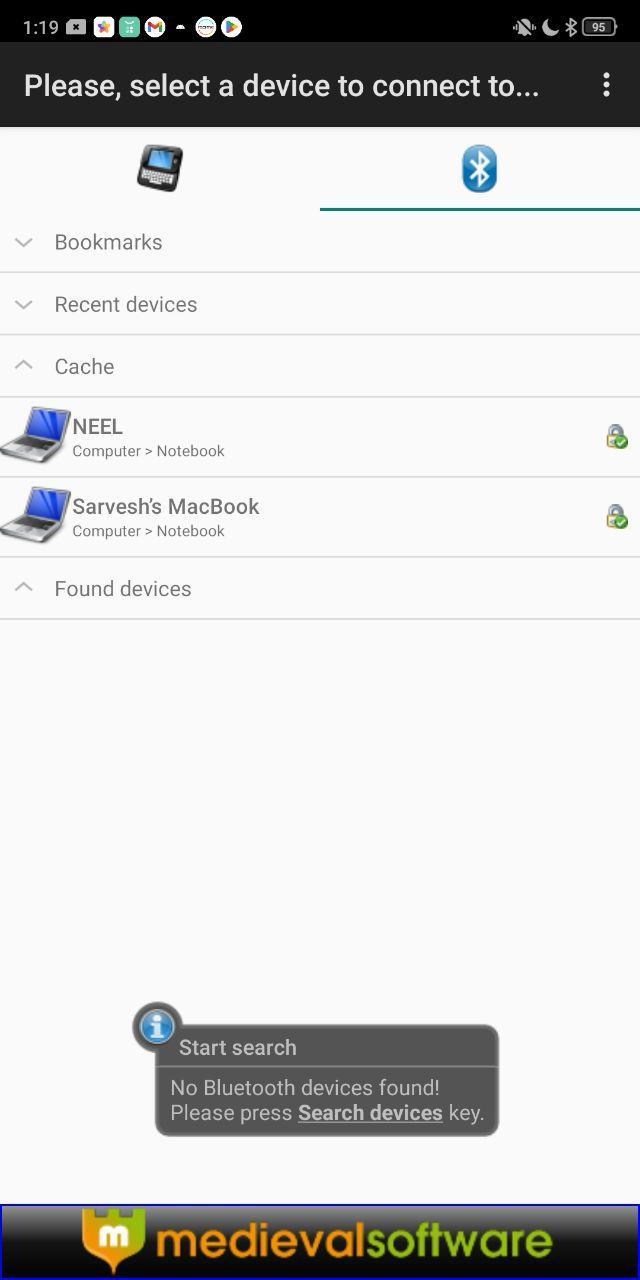 1:19
95
Please, select a device to connect to...
Bookmarks
Recent devices
Cache
NEEL
Computer > Notebook
Sarvesh's MacBook
Computer > Notebook
Found devices
Start search
No Bluetooth devices found!
Please press Search devices key.
m medievalsoftware